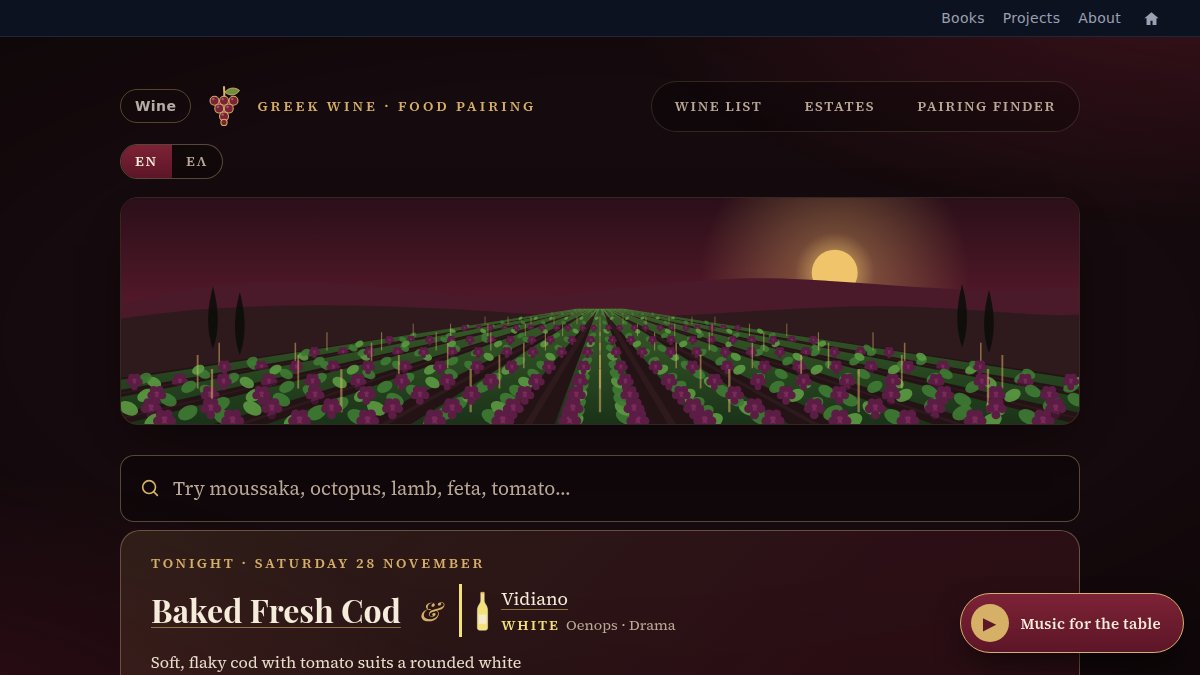 Books Projects About
Wine GREEK WINE · FOOD PAIRING WINE LIST ESTATES PAIRING FINDER
EN ΕΛ
Try moussaka, octopus, lamb, feta, tomato...
TONIGHT · SATURDAY 28 NOVEMBER
Baked Fresh Cod & Vidiano
WHITE Oenops · Drama
Music for the table
Soft, flaky cod with tomato suits a rounded white